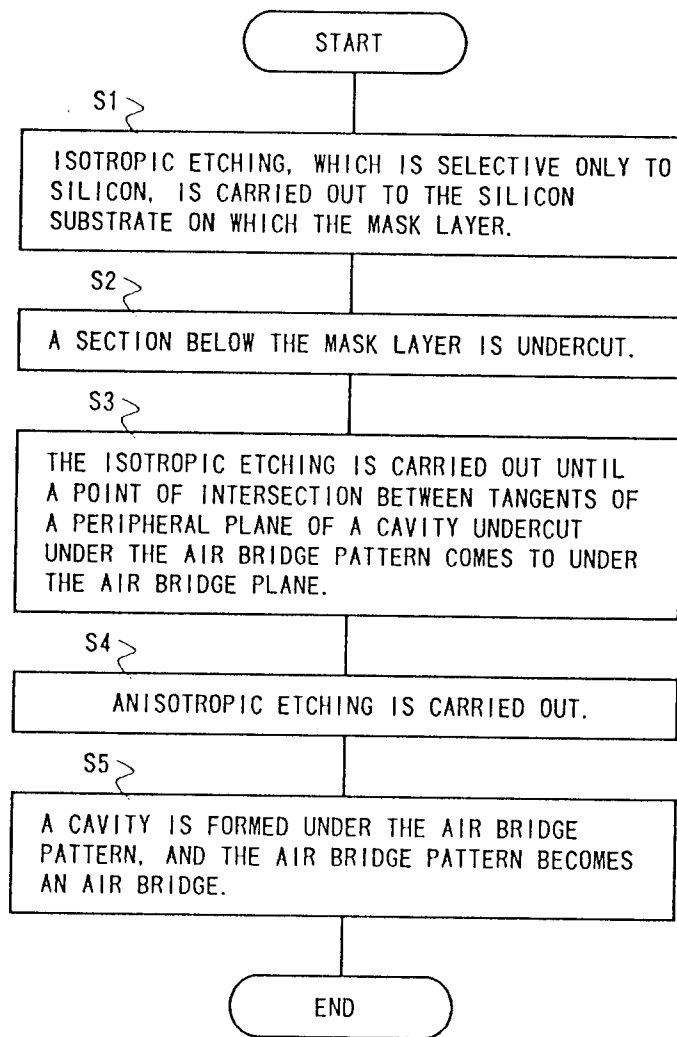 START
S1
ISOTROPIC ETCHING, WHICH IS SELECTIVE ONLY TO
SILICON, IS CARRIED OUT TO THE SILICON
SUBSTRATE ON WHICH THE MASK LAYER.
S2
A SECTION BELOW THE MASK LAYER IS UNDERCUT.
S3
THE ISOTROPIC ETCHING IS CARRIED OUT UNTIL
A POINT OF INTERSECTION BETWEEN TANGENTS OF
A PERIPHERAL PLANE OF A CAVITY UNDERCUT
UNDER THE AIR BRIDGE PATTERN COMES TO UNDER
THE AIR BRIDGE PLANE.
S4
ANISOTROPIC ETCHING IS CARRIED OUT.
S5
A CAVITY IS FORMED UNDER THE AIR BRIDGE
PATTERN, AND THE AIR BRIDGE PATTERN BECOMES
AN AIR BRIDGE.
END